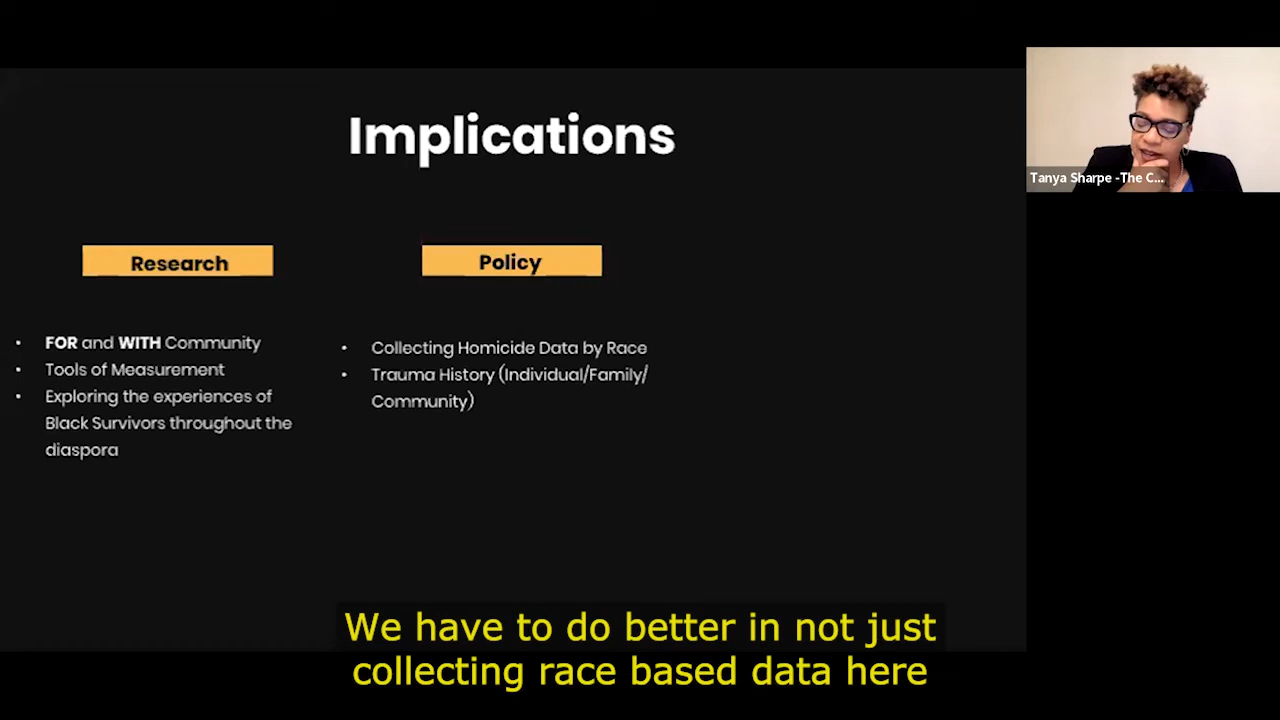 Implications
Research
• FOR and WITH Community
• Tools of Measurement
• Exploring the experiences of
Black Survivors throughout the
diaspora
Policy
• Collecting Homicide Data by Race
• Trauma History (Individual/Family/
Community)
Tanya Sharpe -The C...
We have to do better in not just
collecting race based data here